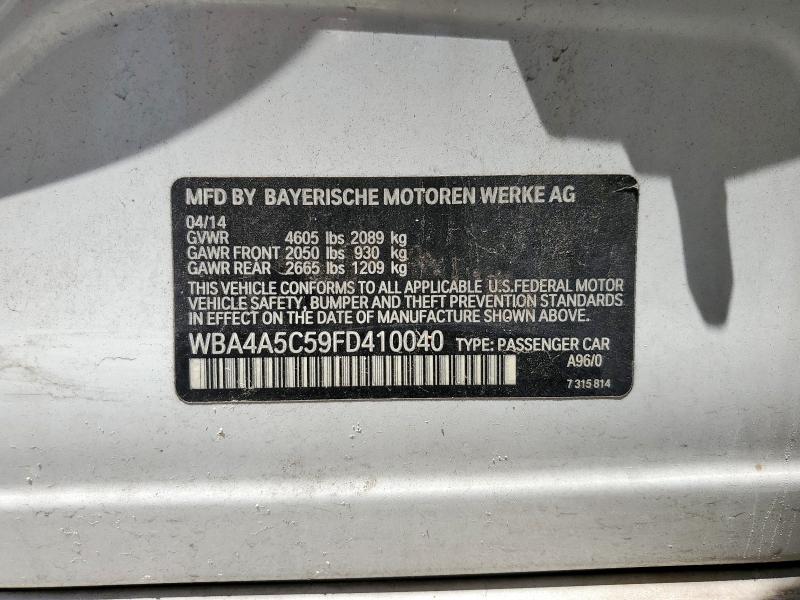 MFD BY BAYERISCHE MOTOREN WERKE AG
04/14
GVWR 4605 lbs 2089 kg
GAWR FRONT 2050 lbs 930 kg
GAWR REAR 2665 lbs 1209 kg
THIS VEHICLE CONFORMS TO ALL APPLICABLE U.S.FEDERAL MOTOR
VEHICLE SAFETY, BUMPER AND THEFT PREVENTION STANDARDS
IN EFFECT ON THE DATE OF MANUFACTURE SHOWN ABOVE.
WBA4A5C59FD410040 TYPE: PASSENGER CAR
A96/0
7 315 814